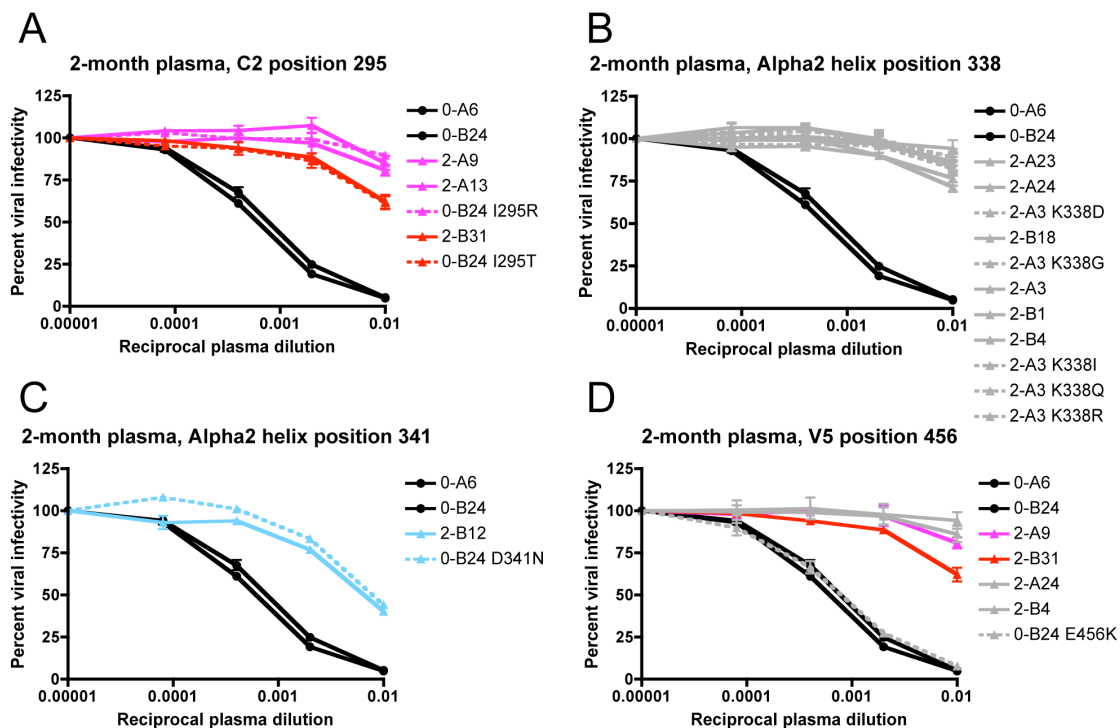 A
2-month plasma, C2 position 295
Percent viral infectivity
125
100
75
50
25
0
0.00001
0.0001
0.001
0.01
Reciprocal plasma dilution
0-A6
0-B24
2-A9
2-A13
0-B24 I295R
2-B31
0-B24 I295T
B
2-month plasma, Alpha2 helix position 338
Percent viral infectivity
125
100
75
50
25
0
0.00001
0.0001
0.001
0.01
Reciprocal plasma dilution
0-A6
0-B24
2-A23
2-A24
2-A3 K338D
2-B18
2-A3 K338G
2-A3
2-B1
2-B4
2-A3 K338I
2-A3 K338Q
2-A3 K338R
C
2-month plasma, Alpha2 helix position 341
Percent viral infectivity
125
100
75
50
25
0
0.00001
0.0001
0.001
0.01
Reciprocal plasma dilution
0-A6
0-B24
2-B12
0-B24 D341N
D
2-month plasma, V5 position 456
Percent viral infectivity
125
100
75
50
25
0
0.00001
0.0001
0.001
0.01
Reciprocal plasma dilution
0-A6
0-B24
2-A9
2-B31
2-A24
2-B4
0-B24 E456K